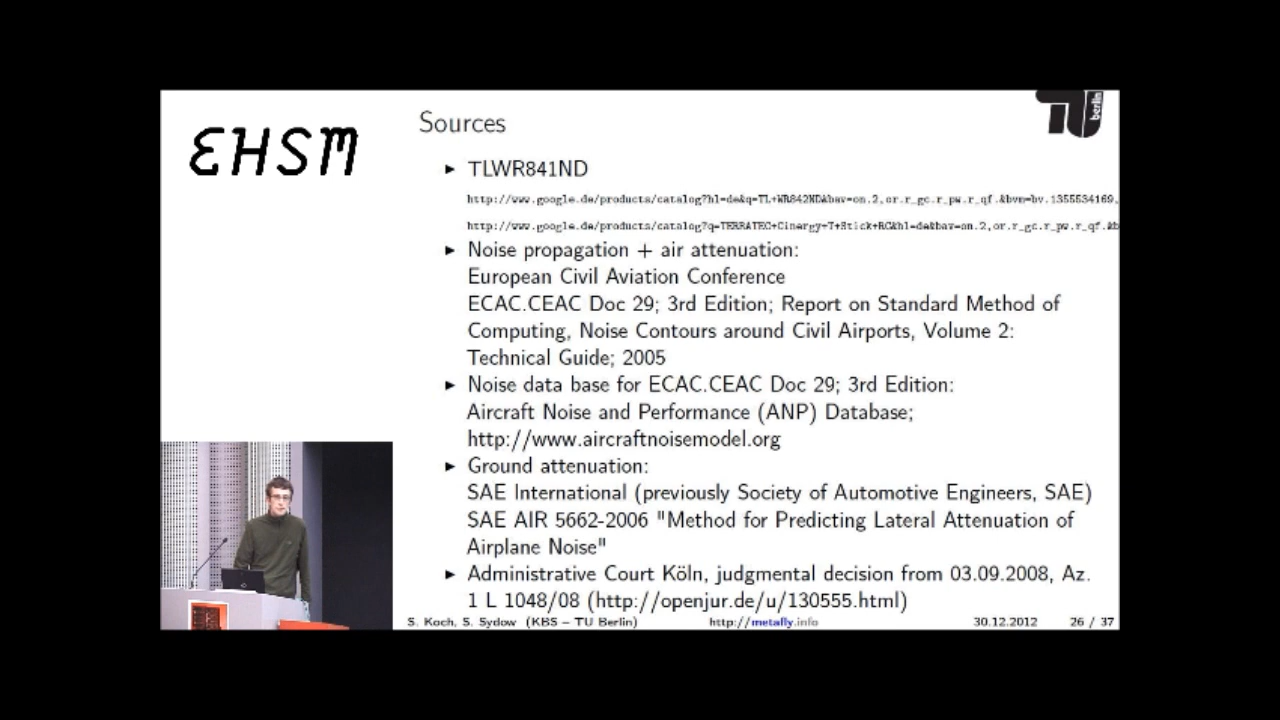 EHSM
TU berlin
Sources
► TLWR841ND
http://www.google.de/products/catalog?hl=de&q=TL+WR842ND&bav=on.2,or.r_gc.r_pw.r_qf.&bvm=bv.1355534169,
http://www.google.de/products/catalog?q=TERRATEC+Cinergy+T+Stick+RC&hl=de&bav=on.2,or.r_gc.r_pw.r_qf.&b
► Noise propagation + air attenuation:
European Civil Aviation Conference
ECAC.CEAC Doc 29; 3rd Edition; Report on Standard Method of
Computing, Noise Contours around Civil Airports, Volume 2:
Technical Guide; 2005
► Noise data base for ECAC.CEAC Doc 29; 3rd Edition:
Aircraft Noise and Performance (ANP) Database;
http://www.aircraftnoisemodel.org
► Ground attenuation:
SAE International (previously Society of Automotive Engineers, SAE)
SAE AIR 5662-2006 "Method for Predicting Lateral Attenuation of
Airplane Noise"
► Administrative Court Köln, judgmental decision from 03.09.2008, Az.
1 L 1048/08 (http://openjur.de/u/130555.html)
S. Koch, S. Sydow (KBS – TU Berlin) http://metafly.info 30.12.2012 26 / 37